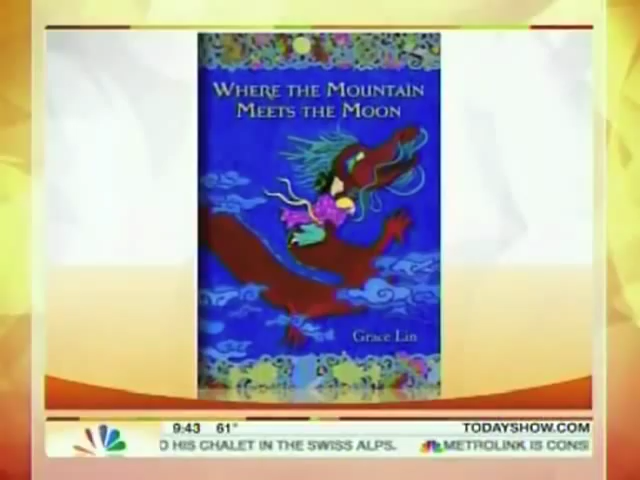 WHERE THE MOUNTAIN
MEETS THE MOON
Grace Lin
9:43 61° TODAYSHOW.COM
O HIS CHALET IN THE SWISS ALPS. METROLINK IS CONSI